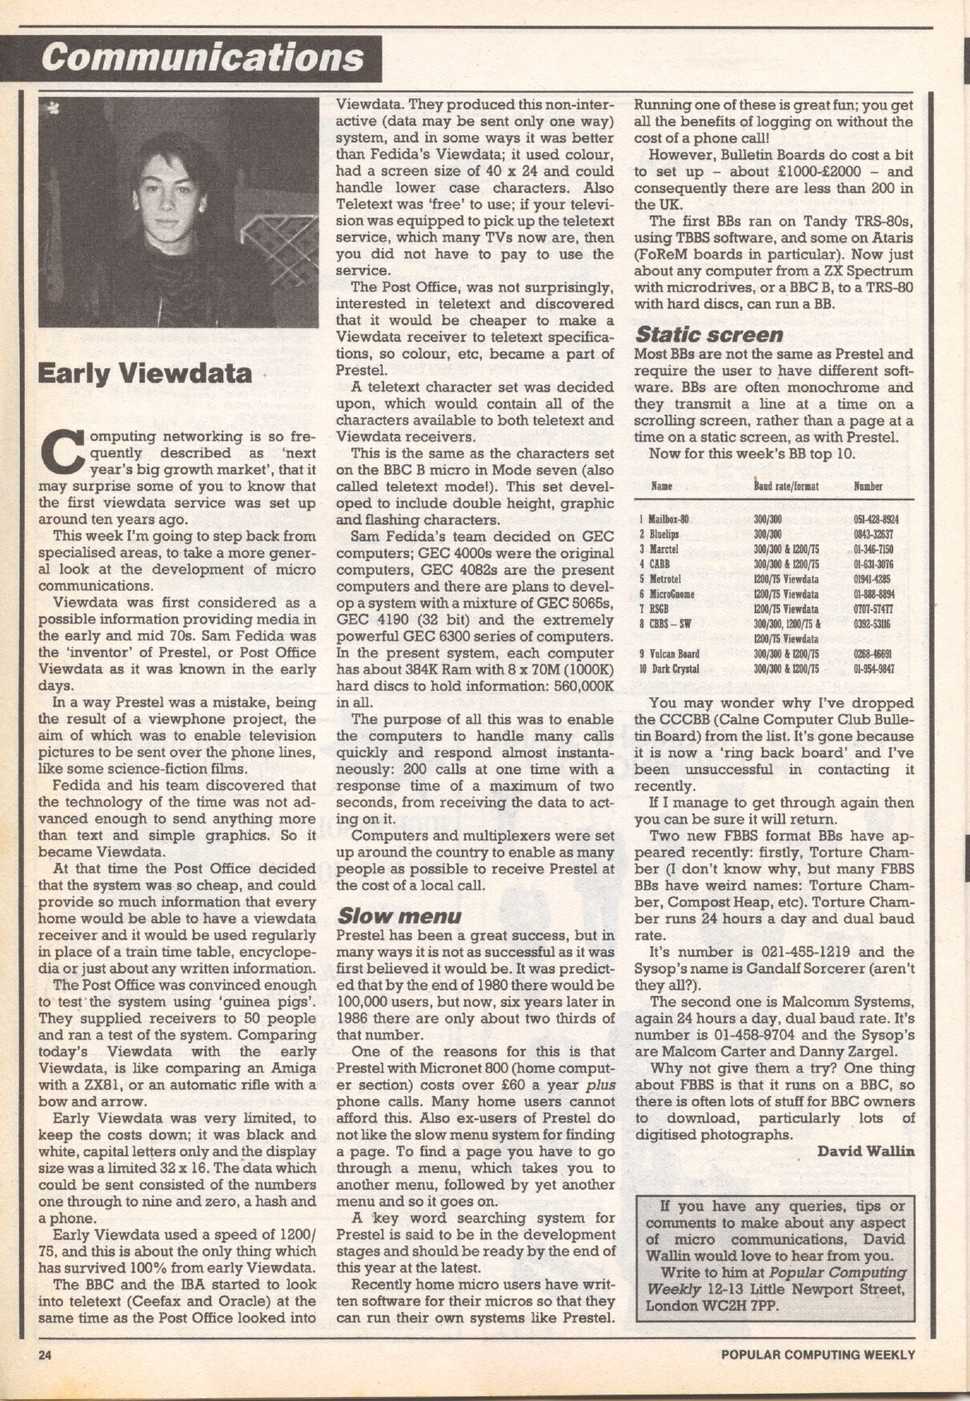 Communications
Early Viewdata
Computing networking is so fre-
quently described as ‘next
year’s big growth market’, that it
may surprise some of you to know that
the first viewdata service was set up
around ten years ago.
This week I’m going to step back from
specialised areas, to take a more gener-
al look at the development of micro
communications.
Viewdata was first considered as a
possible information providing media in
the early and mid 70s. Sam Fedida was
the ‘inventor’ of Prestel, or Post Office
Viewdata as it was known in the early
days.
In a way Prestel was a mistake, being
the result of a viewphone project, the
aim of which was to enable television
pictures to be sent over the phone lines,
like some science-fiction films.
Fedida and his team discovered that
the technology of the time was not ad-
vanced enough to send anything more
than text and simple graphics. So it
became Viewdata.
At that time the Post Office decided
that the system was so cheap, and could
provide so much information that every
home would be able to have a viewdata
receiver and it would be used regularly
in place of a train time table, encyclope-
dia or just about any written information.
The Post Office was convinced enough
to test the system using ‘guinea pigs’.
They supplied receivers to 50 people
and ran a test of the system. Comparing
today’s Viewdata with the early
Viewdata, is like comparing an Amiga
with a ZX81, or an automatic rifle with a
bow and arrow.
Early Viewdata was very limited, to
keep the costs down; it was black and
white, capital letters only and the display
size was a limited 32 x 16. The data which
could be sent consisted of the numbers
one through to nine and zero, a hash and
a phone.
Early Viewdata used a speed of 1200/
75, and this is about the only thing which
has survived 100% from early Viewdata.
The BBC and the IBA started to look
into teletext (Ceefax and Oracle) at the
same time as the Post Office looked into
Viewdata. They produced this non-inter-
active (data may be sent only one way)
system, and in some ways it was better
than Fedida’s Viewdata; it used colour,
had a screen size of 40 x 24 and could
handle lower case characters. Also
Teletext was ‘free’ to use; if your televi-
sion was equipped to pick up the teletext
service, which many TVs now are, then
you did not have to pay to use the
service.
The Post Office, was not surprisingly,
interested in teletext and discovered
that it would be cheaper to make a
Viewdata receiver to teletext specifica-
tions, so colour, etc, became a part of
Prestel.
A teletext character set was decided
upon, which would contain all of the
characters available to both teletext and
Viewdata receivers.
This is the same as the characters set
on the BBC B micro in Mode seven (also
called teletext mode!). This set devel-
oped to include double height, graphic
and flashing characters.
Sam Fedida’s team decided on GEC
computers; GEC 4000s were the original
computers, GEC 4082s are the present
computers and there are plans to devel-
op a system with a mixture of GEC 5065s,
GEC 4190 (32 bit) and the extremely
powerful GEC 6300 series of computers.
In the present system, each computer
has about 384K Ram with 8 x 70M (1000K)
hard discs to hold information: 560,000K
in all.
The purpose of all this was to enable
the computers to handle many calls
quickly and respond almost instanta-
neously: 200 calls at one time with a
response time of a maximum of two
seconds, from receiving the data to act-
ing on it.
Computers and multiplexers were set
up around the country to enable as many
people as possible to receive Prestel at
the cost of a local call.
Slow menu
Prestel has been a great success, but in
many ways it is not as successful as it was
first believed it would be. It was predict-
ed that by the end of 1980 there would be
100,000 users, but now, six years later in
1986 there are only about two thirds of
that number.
One of the reasons for this is that
Prestel with Micronet 800 (home comput-
er section) costs over £60 a year plus
phone calls. Many home users cannot
afford this. Also ex-users of Prestel do
not like the slow menu system for finding
a page. To find a page you have to go
through a menu, which takes you to
another menu, followed by yet another
menu and so it goes on.
A key word searching system for
Prestel is said to be in the development
stages and should be ready by the end of
this year at the latest.
Recently home micro users have writ-
ten software for their micros so that they
can run their own systems like Prestel.
Running one of these is great fun; you get
all the benefits of logging on without the
cost of a phone call!
However, Bulletin Boards do cost a bit
to set up – about £1000-£2000 – and
consequently there are less than 200 in
the UK.
The first BBs ran on Tandy TRS-80s,
using TBBS software, and some on Ataris
(FoReM boards in particular). Now just
about any computer from a ZX Spectrum
with microdrives, or a BBC B, to a TRS-80
with hard discs, can run a BB.
Static screen
Most BBs are not the same as Prestel and
require the user to have different soft-
ware. BBs are often monochrome and
they transmit a line at a time on a
scrolling screen, rather than a page at a
time on a static screen, as with Prestel.
Now for this week’s BB top 10.
Name Baud rate/format Number
1 Mailbox-80 300/300 051-428-8924
2 Bluelips 300/300 0843-32637
3 Marctel 300/300 & 1200/75 01-346-7150
4 CABB 300/300 & 1200/75 01-631-3076
5 Metrotel 1200/75 Viewdata 01941-4285
6 MicroGnome 1200/75 Viewdata 01-888-8894
7 RSGB 1200/75 Viewdata 0707-57477
8 CBBS – SW 300/300, 1200/75 & 0392-53116
1200/75 Viewdata
9 Vulcan Board 300/300 & 1200/75 0268-46691
10 Dark Crystal 300/300 & 1200/75 01-954-9847
You may wonder why I’ve dropped
the CCCBB (Calne Computer Club Bulle-
tin Board) from the list. It’s gone because
it is now a ‘ring back board’ and I’ve
been unsuccessful in contacting it
recently.
If I manage to get through again then
you can be sure it will return.
Two new FBBS format BBs have ap-
peared recently: firstly, Torture Cham-
ber (I don’t know why, but many FBBS
BBs have weird names: Torture Cham-
ber, Compost Heap, etc). Torture Cham-
ber runs 24 hours a day and dual baud
rate.
It’s number is 021-455-1219 and the
Sysop’s name is Gandalf Sorcerer (aren’t
they all?).
The second one is Malcomm Systems,
again 24 hours a day, dual baud rate. It’s
number is 01-458-9704 and the Sysop’s
are Malcom Carter and Danny Zargel.
Why not give them a try? One thing
about FBBS is that it runs on a BBC, so
there is often lots of stuff for BBC owners
to download, particularly lots of
digitised photographs.
David Wallin
If you have any queries, tips or
comments to make about any aspect
of micro communications, David
Wallin would love to hear from you.
Write to him at Popular Computing
Weekly 12-13 Little Newport Street,
London WC2H 7PP.
24
POPULAR COMPUTING WEEKLY